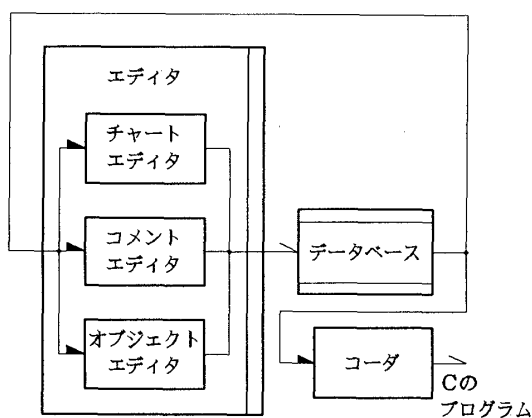 エディタ
チャート
エディタ
コメント
エディタ
データベース
オブジェクト
エディタ
コーダ
Cの
プログラム